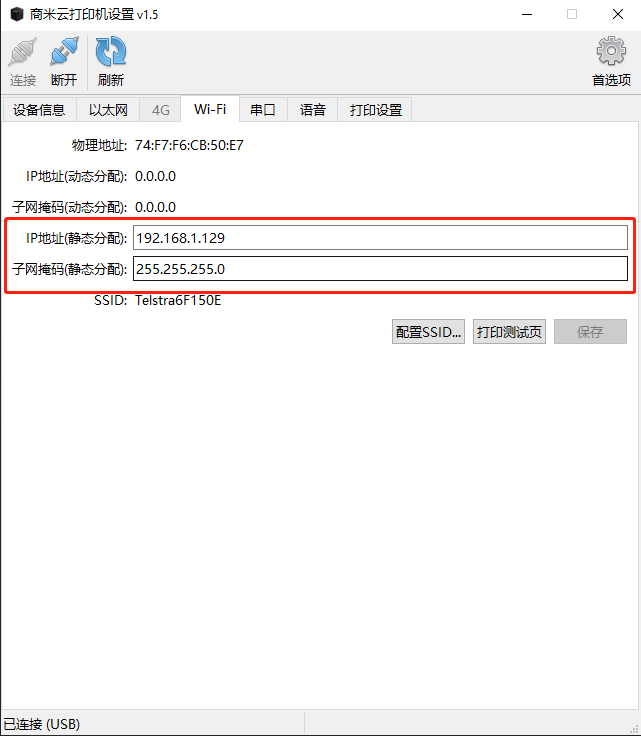 商米云打印机设置 v1.5
连接 断开 刷新 首选项
设备信息 以太网 4G Wi-Fi 串口 语音 打印设置
物理地址: 74:F7:F6:CB:50:E7
IP地址(动态分配): 0.0.0.0
子网掩码(动态分配): 0.0.0.0
IP地址(静态分配): 192.168.1.129
子网掩码(静态分配): 255.255.255.0
SSID: Telstra6F150E
配置SSID... 打印测试页 保存
已连接 (USB)